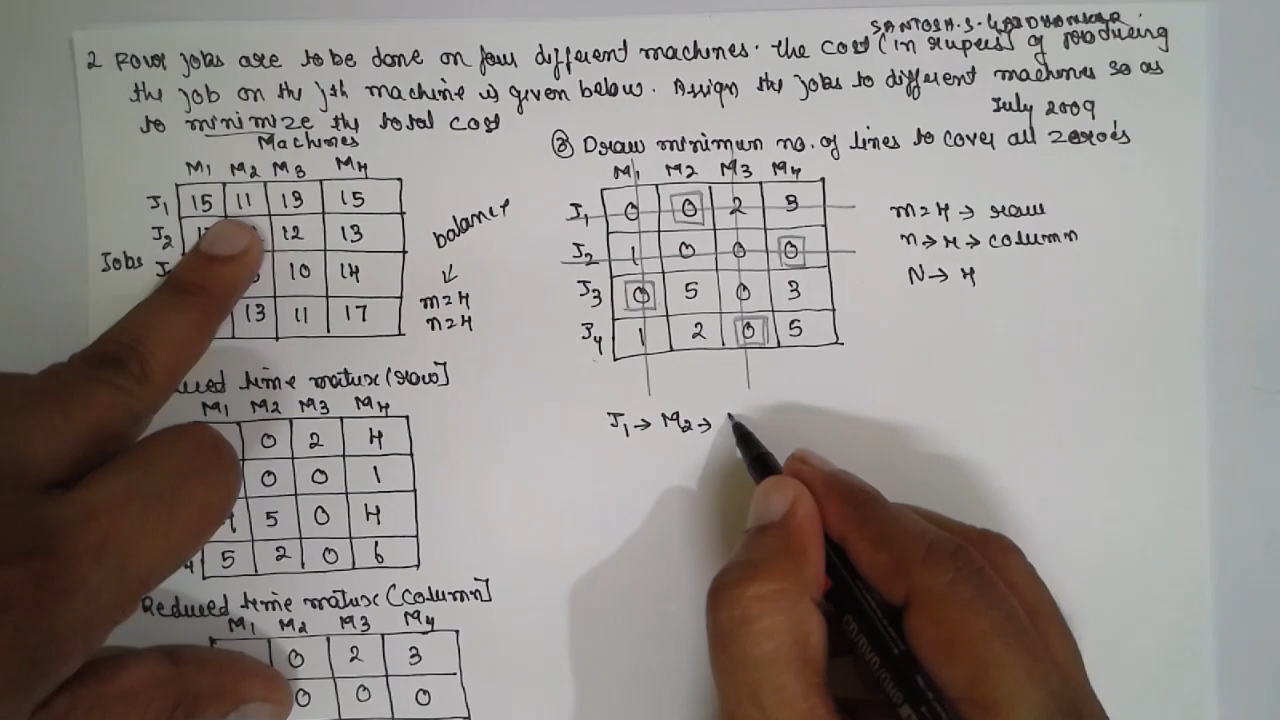 SANTOSH.S.
2 Four jobs are to be done on four different machines. The cost (in rupees) of producing
the job on the jth machine is given below. Assign the jobs to different machines so as
to minimize the total cost
July 2009
Machines
M1 M2 M3 M4
J1 15 11 13 15
J2 12 13
Jobs J 10 14
13 11 17
balance
↓
m=4
n=4
time matrix (row]
M1 M2 M3 M4
0 2 4
0 0 1
5 0 4
5 2 0 6
Reduced time matrix (column]
M1 M2 M3 M4
0 2 3
0 0 0
③ Draw minimum no. of lines to cover all zeroes
M1 M2 M3 M4
J1 0 0 2 3
J2 1 0 0 0
J3 0 5 0 3
J4 1 2 0 5
m=4 → row
n → 4 → column
N → 4
J1 → M2 →